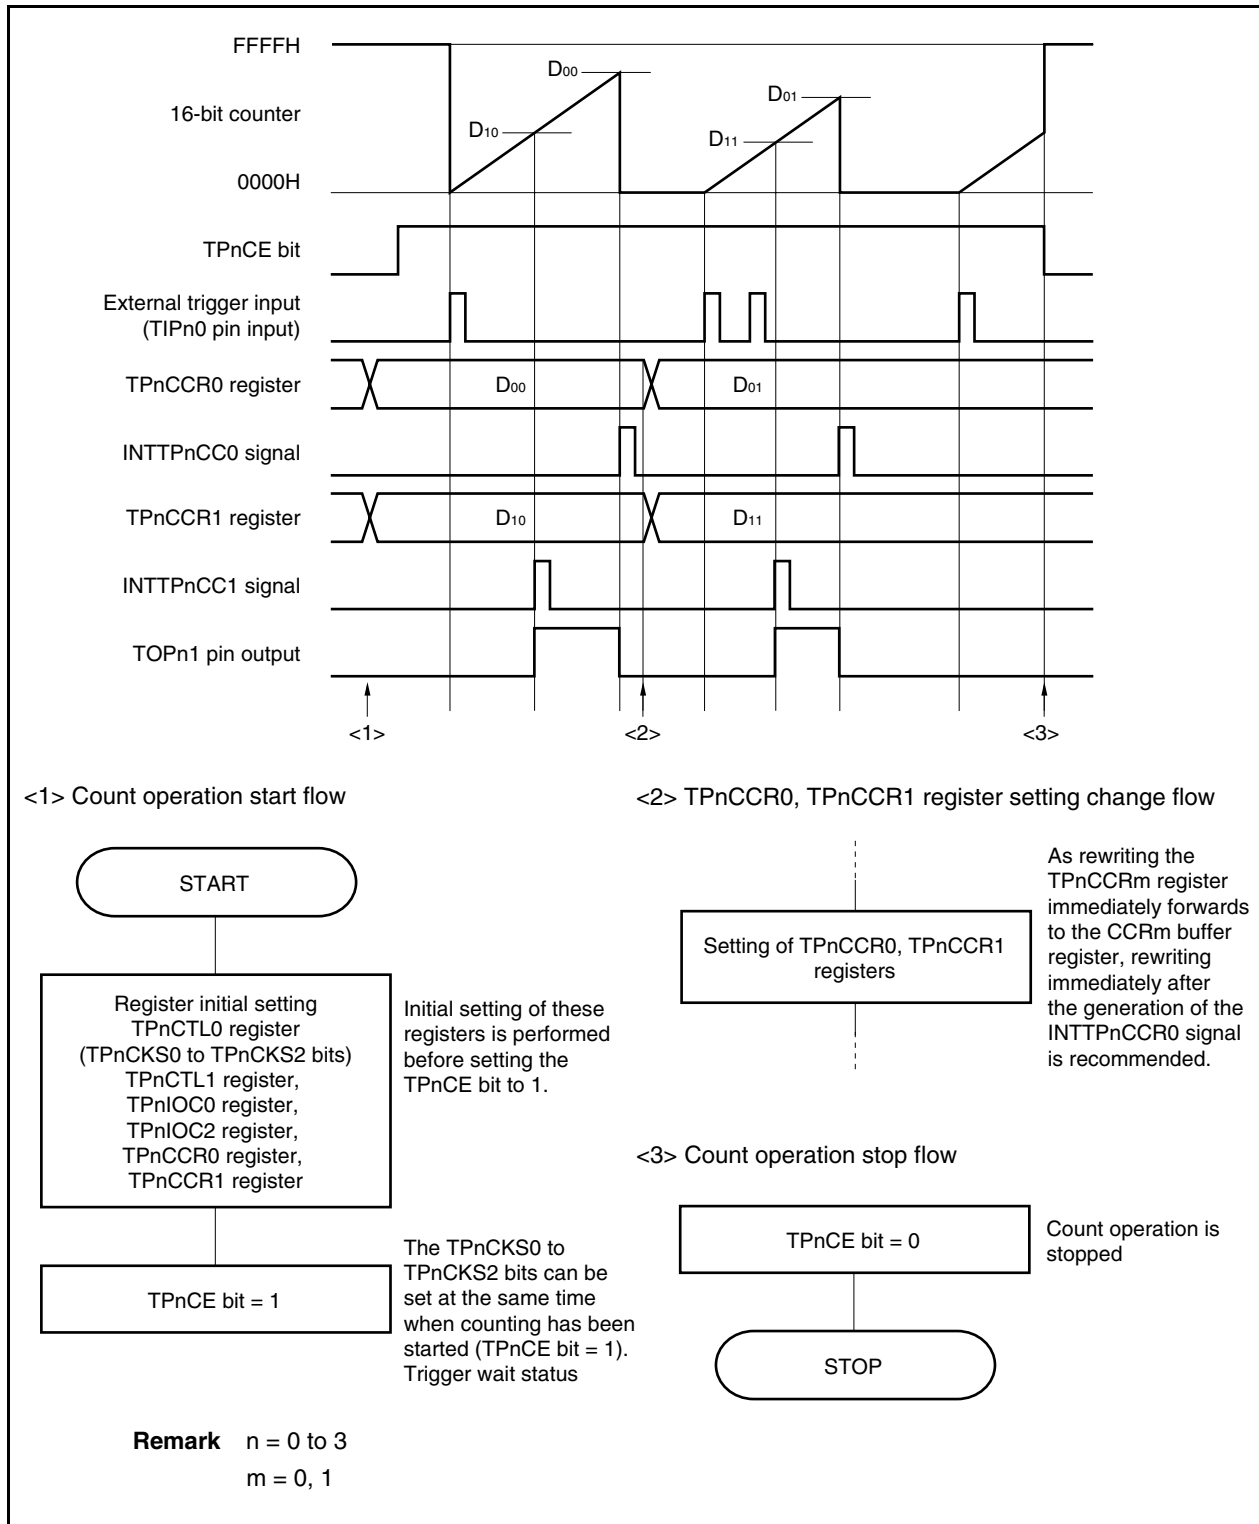 FFFFH
D00
D01
16-bit counter
D10
D11
0000H
TPnCE bit
External trigger input
(TIPn0 pin input)
TPnCCR0 register
D00
D01
INTTPnCC0 signal
TPnCCR1 register
D10
D11
INTTPnCC1 signal
TOPn1 pin output
<1>
<2>
<3>
<1> Count operation start flow
START
Register initial setting
TPnCTL0 register
(TPnCKS0 to TPnCKS2 bits)
TPnCTL1 register,
TPnIOC0 register,
TPnIOC2 register,
TPnCCR0 register,
TPnCCR1 register
Initial setting of these
registers is performed
before setting the
TPnCE bit to 1.
TPnCE bit = 1
The TPnCKS0 to
TPnCKS2 bits can be
set at the same time
when counting has been
started (TPnCE bit = 1).
Trigger wait status
<2> TPnCCR0, TPnCCR1 register setting change flow
Setting of TPnCCR0, TPnCCR1
registers
As rewriting the
TPnCCRm register
immediately forwards
to the CCRm buffer
register, rewriting
immediately after
the generation of the
INTTPnCCR0 signal
is recommended.
<3> Count operation stop flow
TPnCE bit = 0
Count operation is
stopped
STOP
Remark n = 0 to 3
m = 0, 1